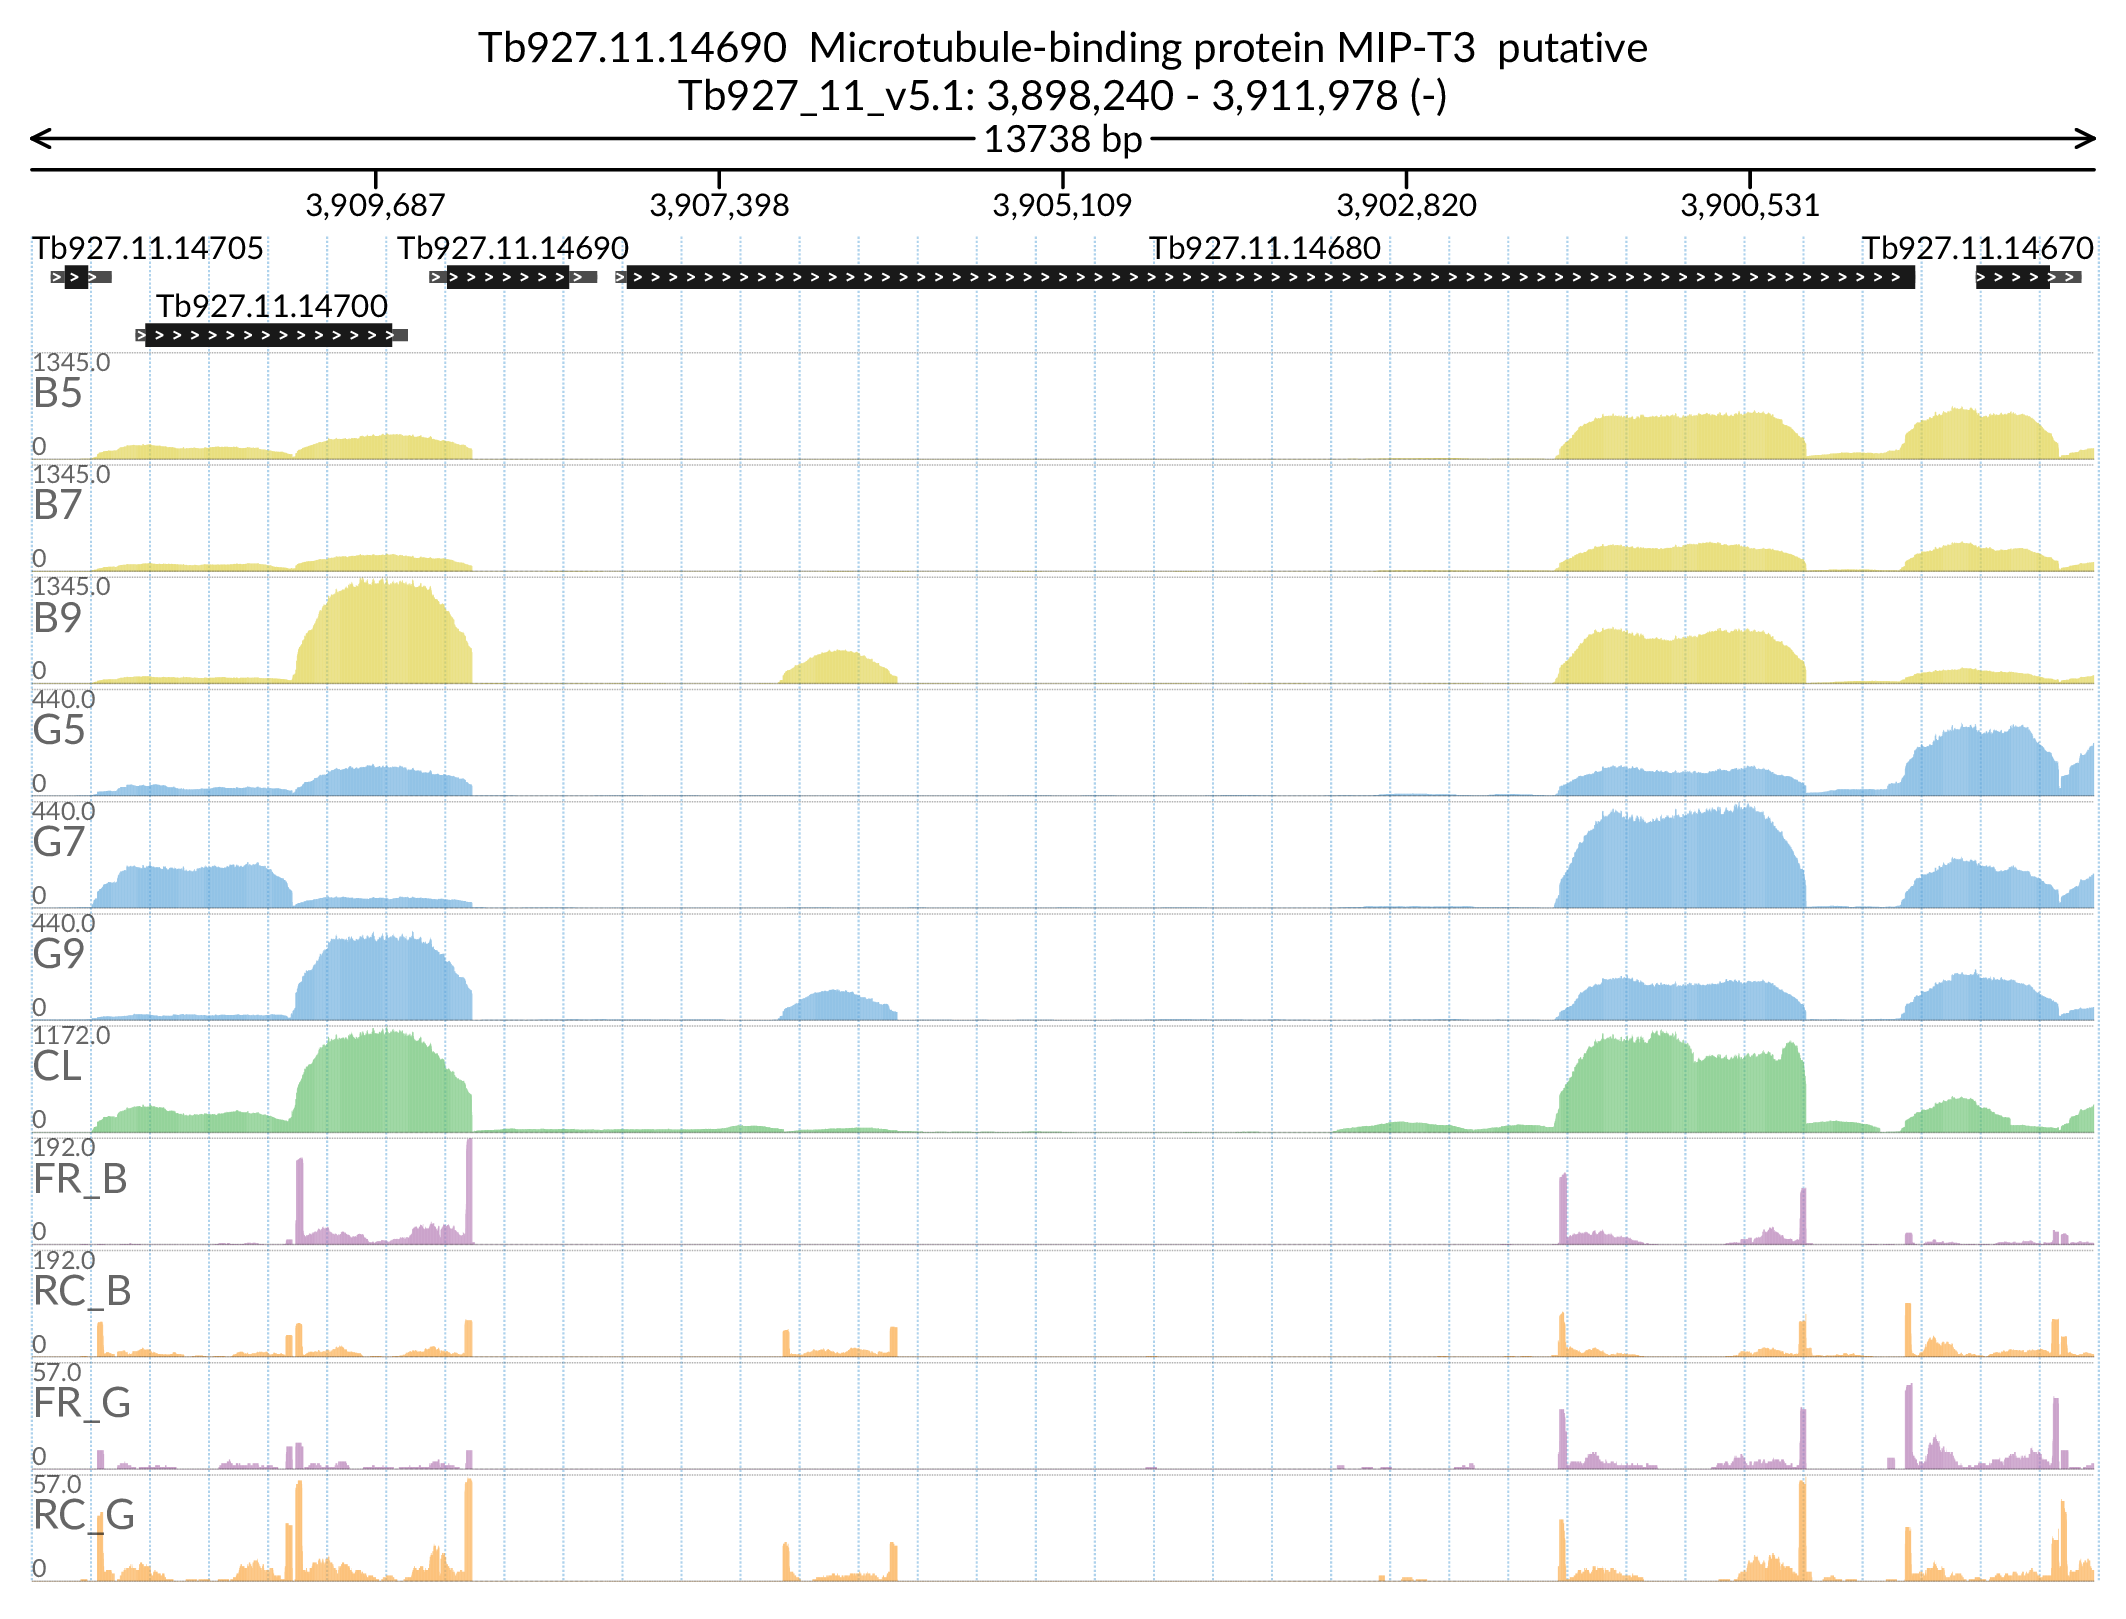 Tb927.11.14690  Microtubule-binding protein MIP-T3  putative
Tb927_11_v5.1: 3,898,240 - 3,911,978 (-)
13738 bp
3,909,687 3,907,398 3,905,109 3,902,820 3,900,531
Tb927.11.14705 Tb927.11.14690 Tb927.11.14680 Tb927.11.14670
Tb927.11.14700
1345.0
B5
0
1345.0
B7
0
1345.0
B9
0
440.0
G5
0
440.0
G7
0
440.0
G9
0
1172.0
CL
0
192.0
FR_B
0
192.0
RC_B
0
57.0
FR_G
0
57.0
RC_G
0